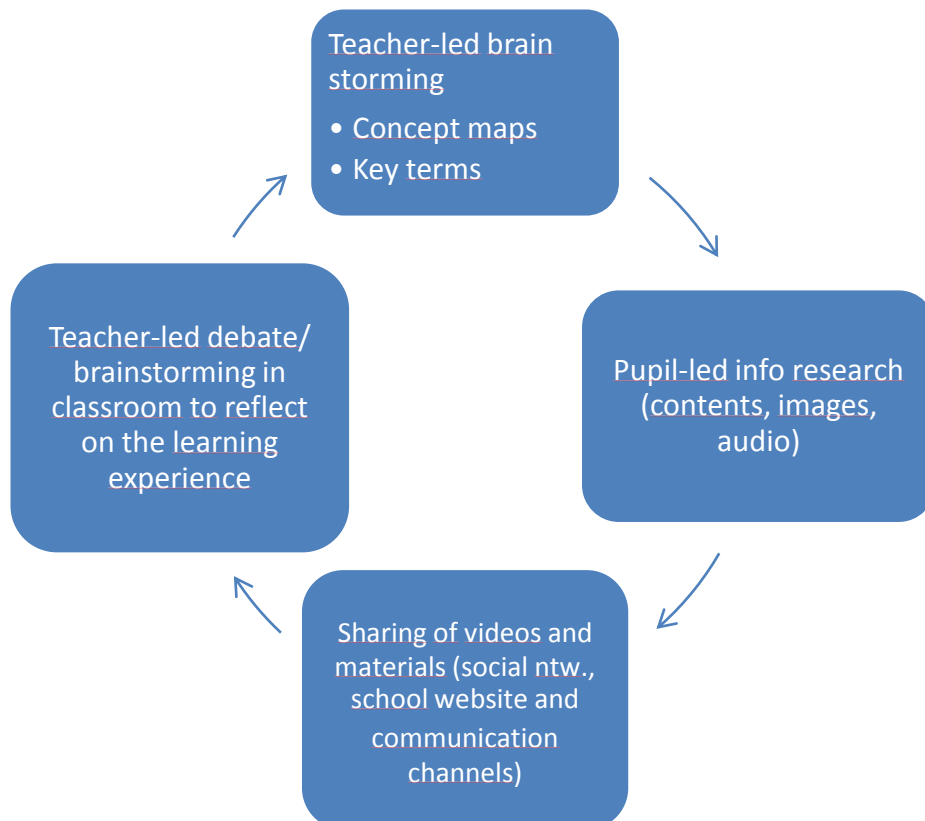 Teacher-led brain
storming
• Concept maps
• Key terms
Pupil-led info research
(contents, images,
audio)
Sharing of videos and
materials (social ntw.,
school website and
communication
channels)
Teacher-led debate/
brainstorming in
classroom to reflect
on the learning
experience